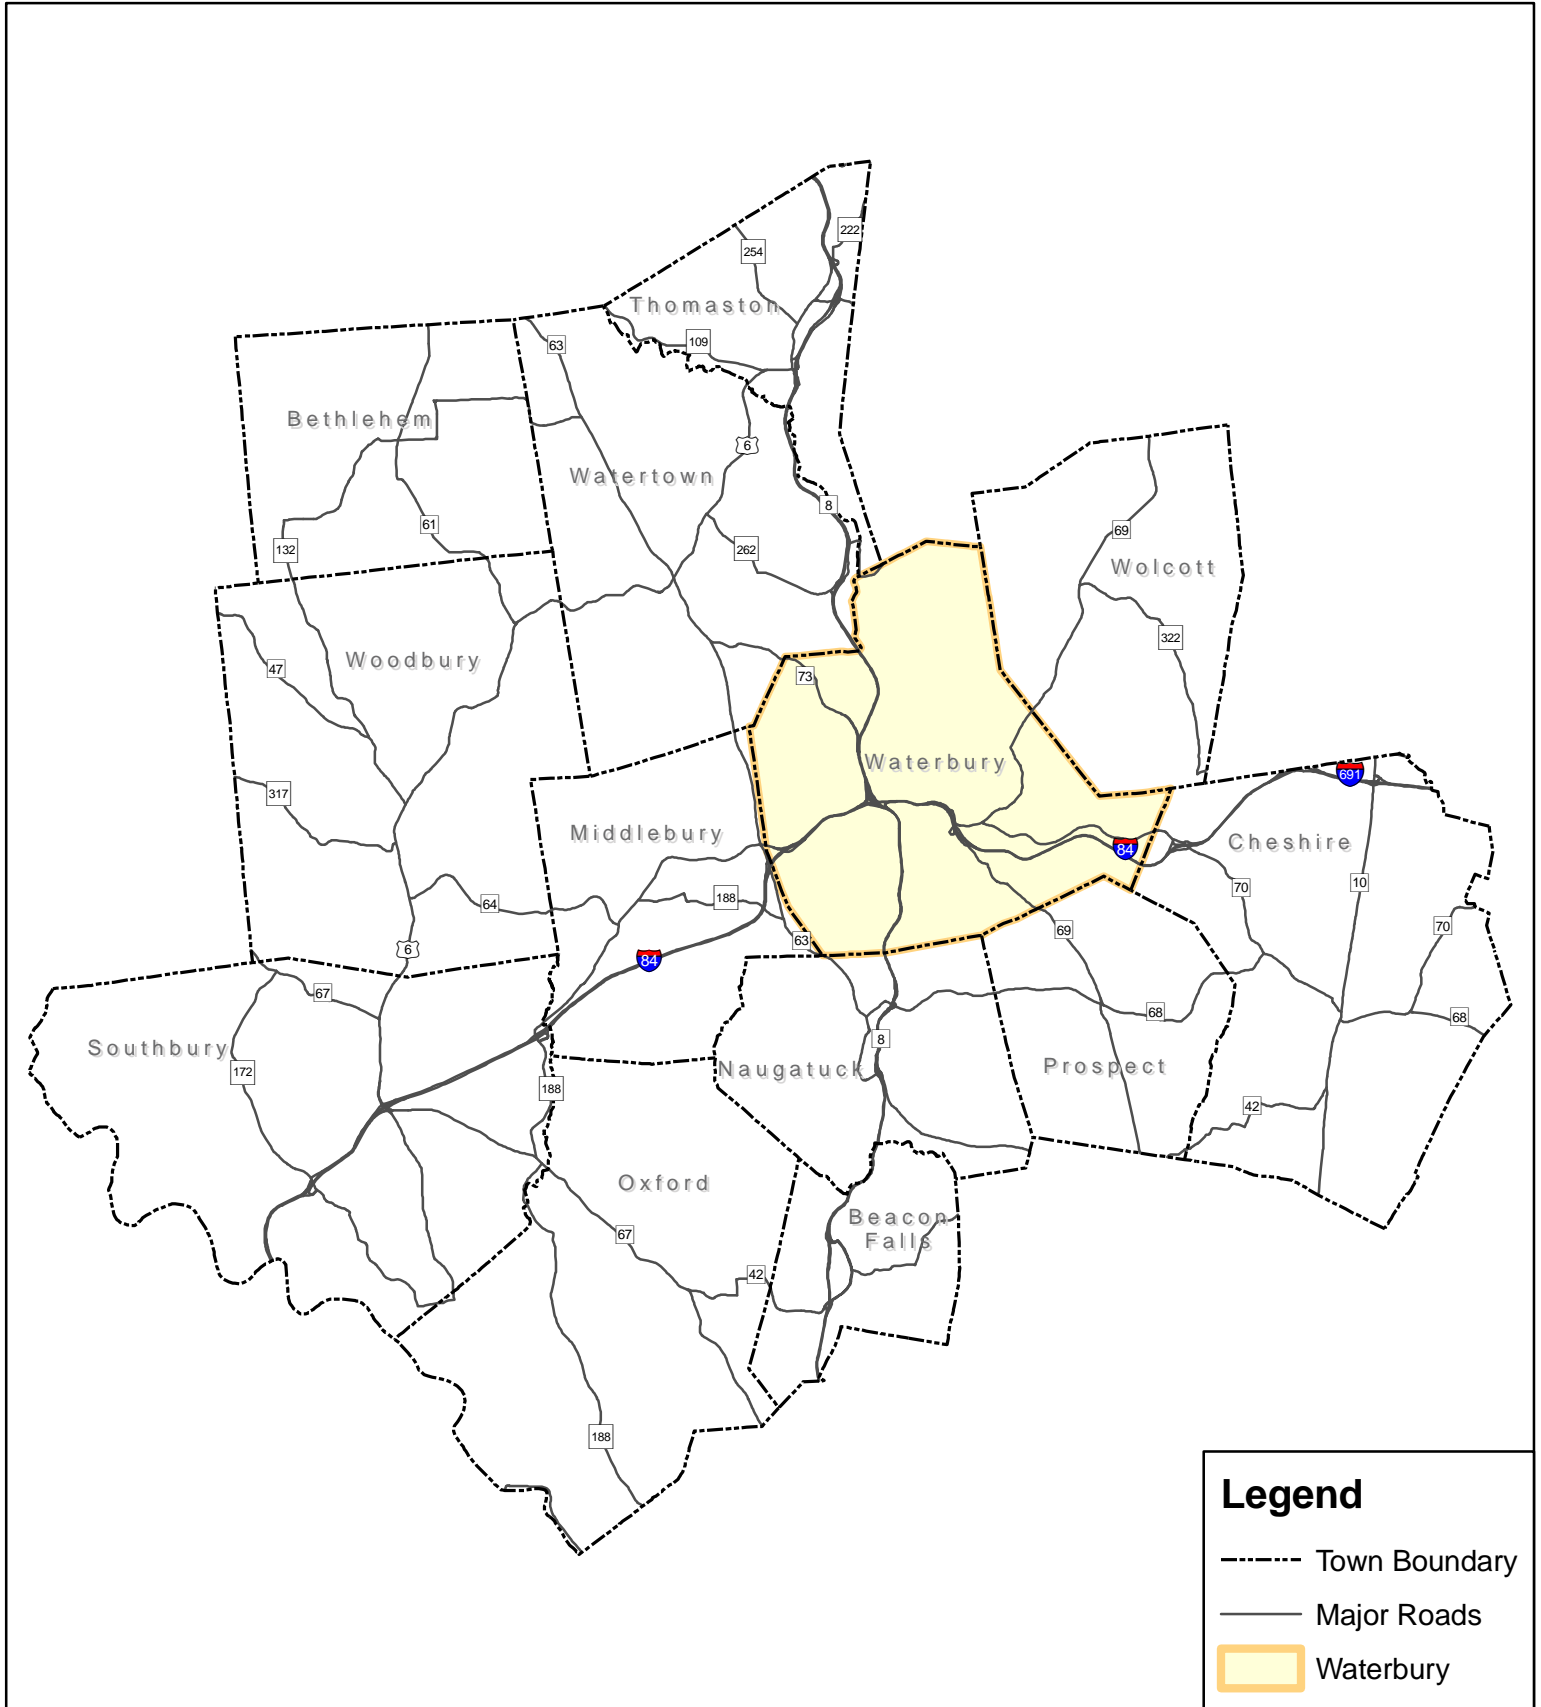 222
254
Thomaston
109
63
Bethlehem
6
Watertown
8
61
69
132
262
Wolcott
322
Woodbury
47
73
Waterbury
691
317
Middlebury
Cheshire
84
10
70
188
64
70
69
63
6
84
67
68
68
8
Southbury
Naugatuck
Prospect
172
188
42
Oxford
Beacon
Falls
67
42
188
Legend
Town Boundary
Major Roads
Waterbury